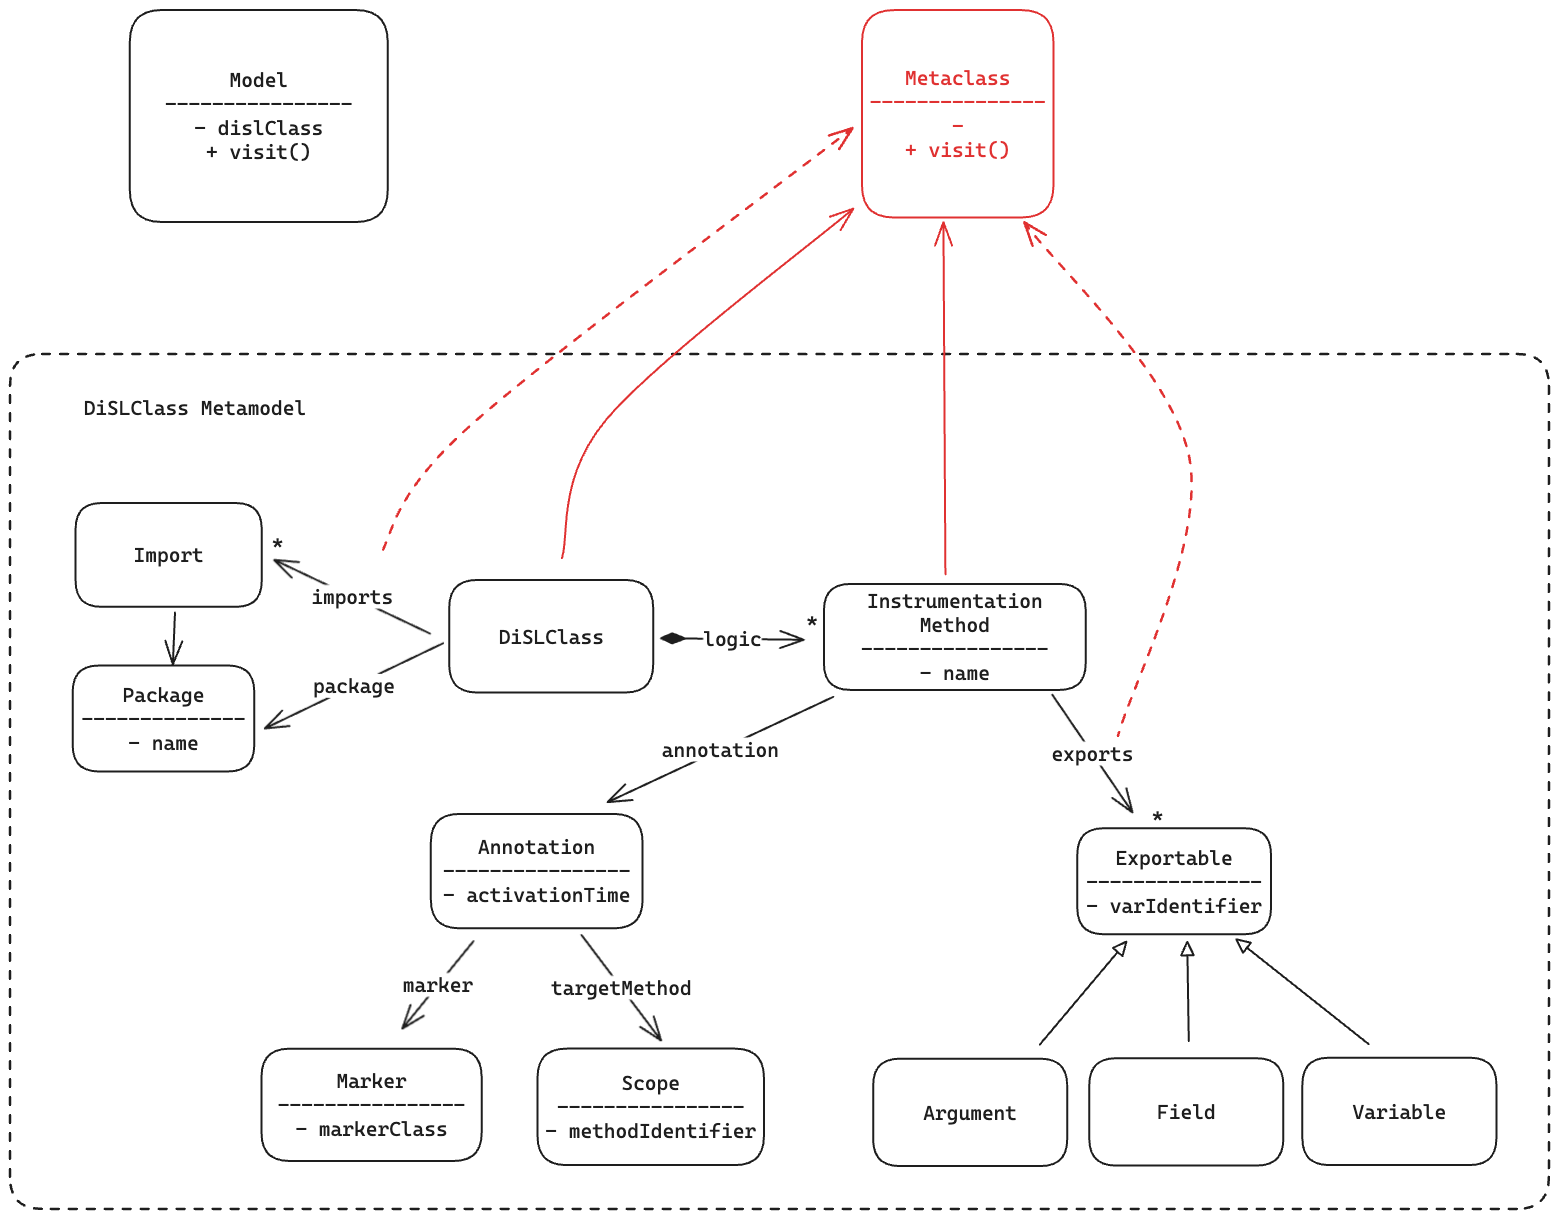 Model
----------------
- dislClass
+ visit()
Metaclass
---------------
-
+ visit()
DiSLClass Metamodel
Import
*
imports
DiSLClass
logic
*
Instrumentation
Method
----------------
- name
Package
--------------
- name
package
annotation
exports
*
Annotation
----------------
- activationTime
Exportable
---------------
- varIdentifier
marker
targetMethod
Marker
----------------
- markerClass
Scope
----------------
- methodIdentifier
Argument
Field
Variable